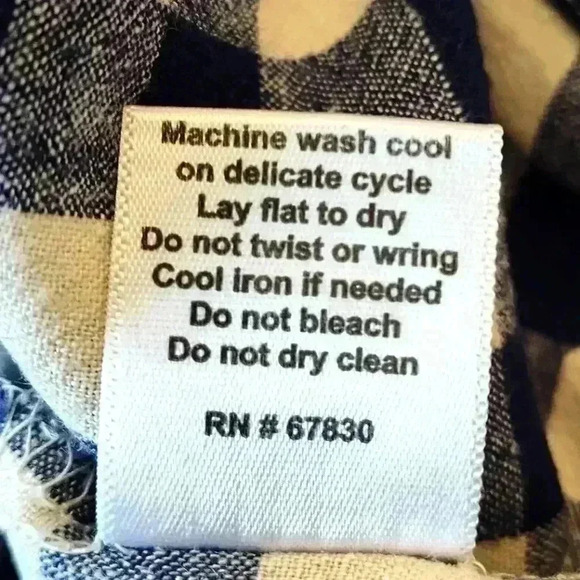 Machine wash cool
on delicate cycle
Lay flat to dry
Do not twist or wring
Cool iron if needed
Do not bleach
Do not dry clean
RN # 67830